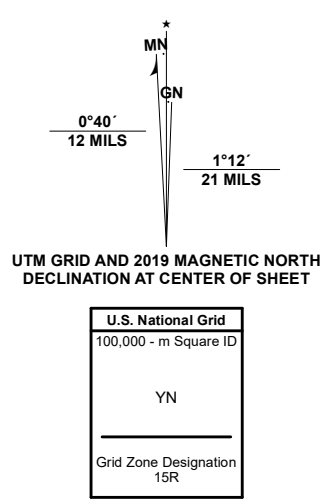 MN
GN
0°40´
12 MILS
1°12´
21 MILS
UTM GRID AND 2019 MAGNETIC NORTH
DECLINATION AT CENTER OF SHEET
U.S. National Grid
100,000 - m Square ID
YN
Grid Zone Designation
15R